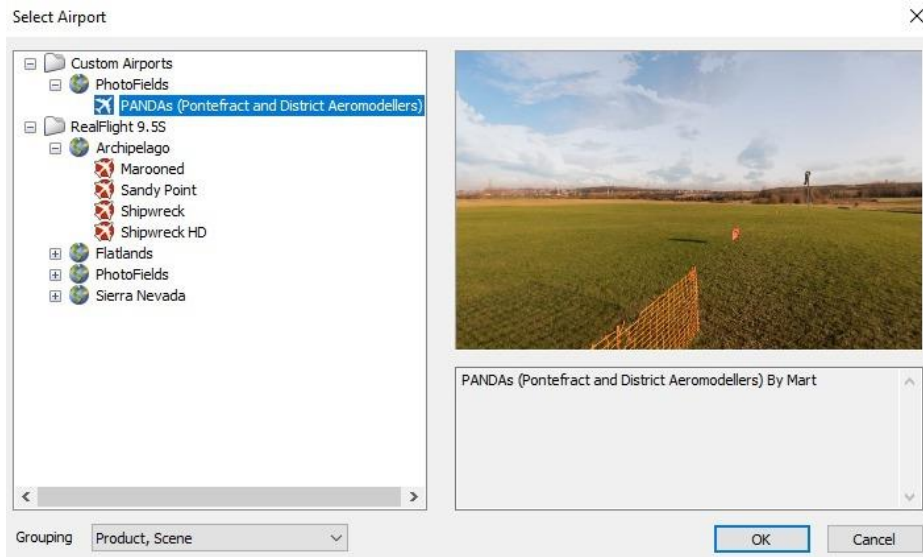 Select Airport
Custom Airports
PhotoFields
PANDAs (Pontefract and District Aeromodellers)
RealFlight 9.5S
Archipelago
Marooned
Sandy Point
Shipwreck
Shipwreck HD
Flatlands
PhotoFields
Sierra Nevada
PANDAs (Pontefract and District Aeromodellers) By Mart
Grouping Product, Scene OK Cancel